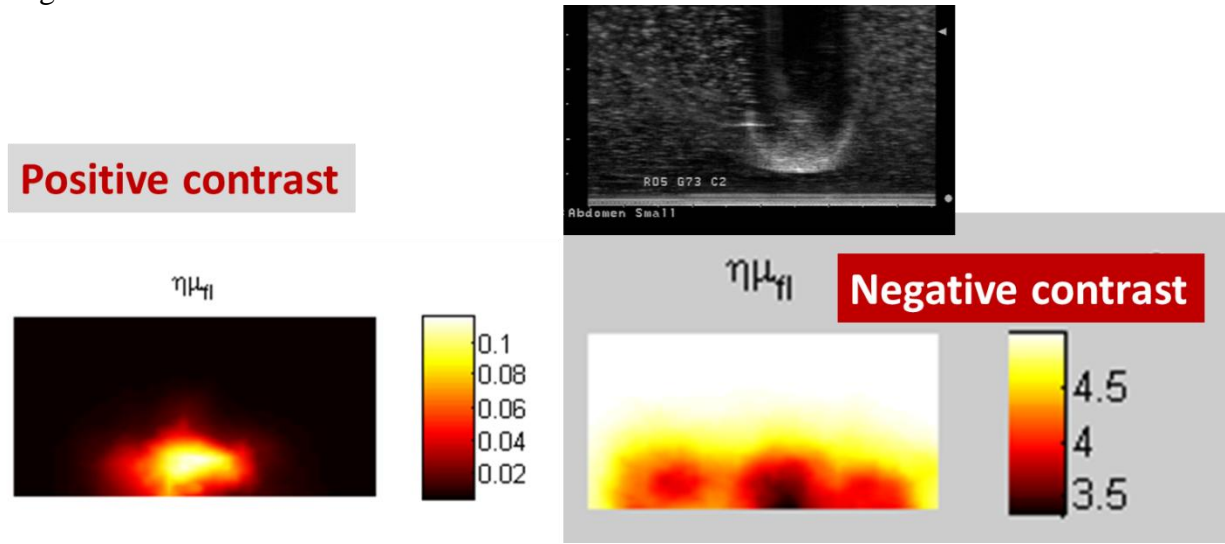 R05 G73 C2
Abdomen Small
Positive contrast
ημfl
0.1
0.08
0.06
0.04
0.02
ημfl
Negative contrast
4.5
4
3.5